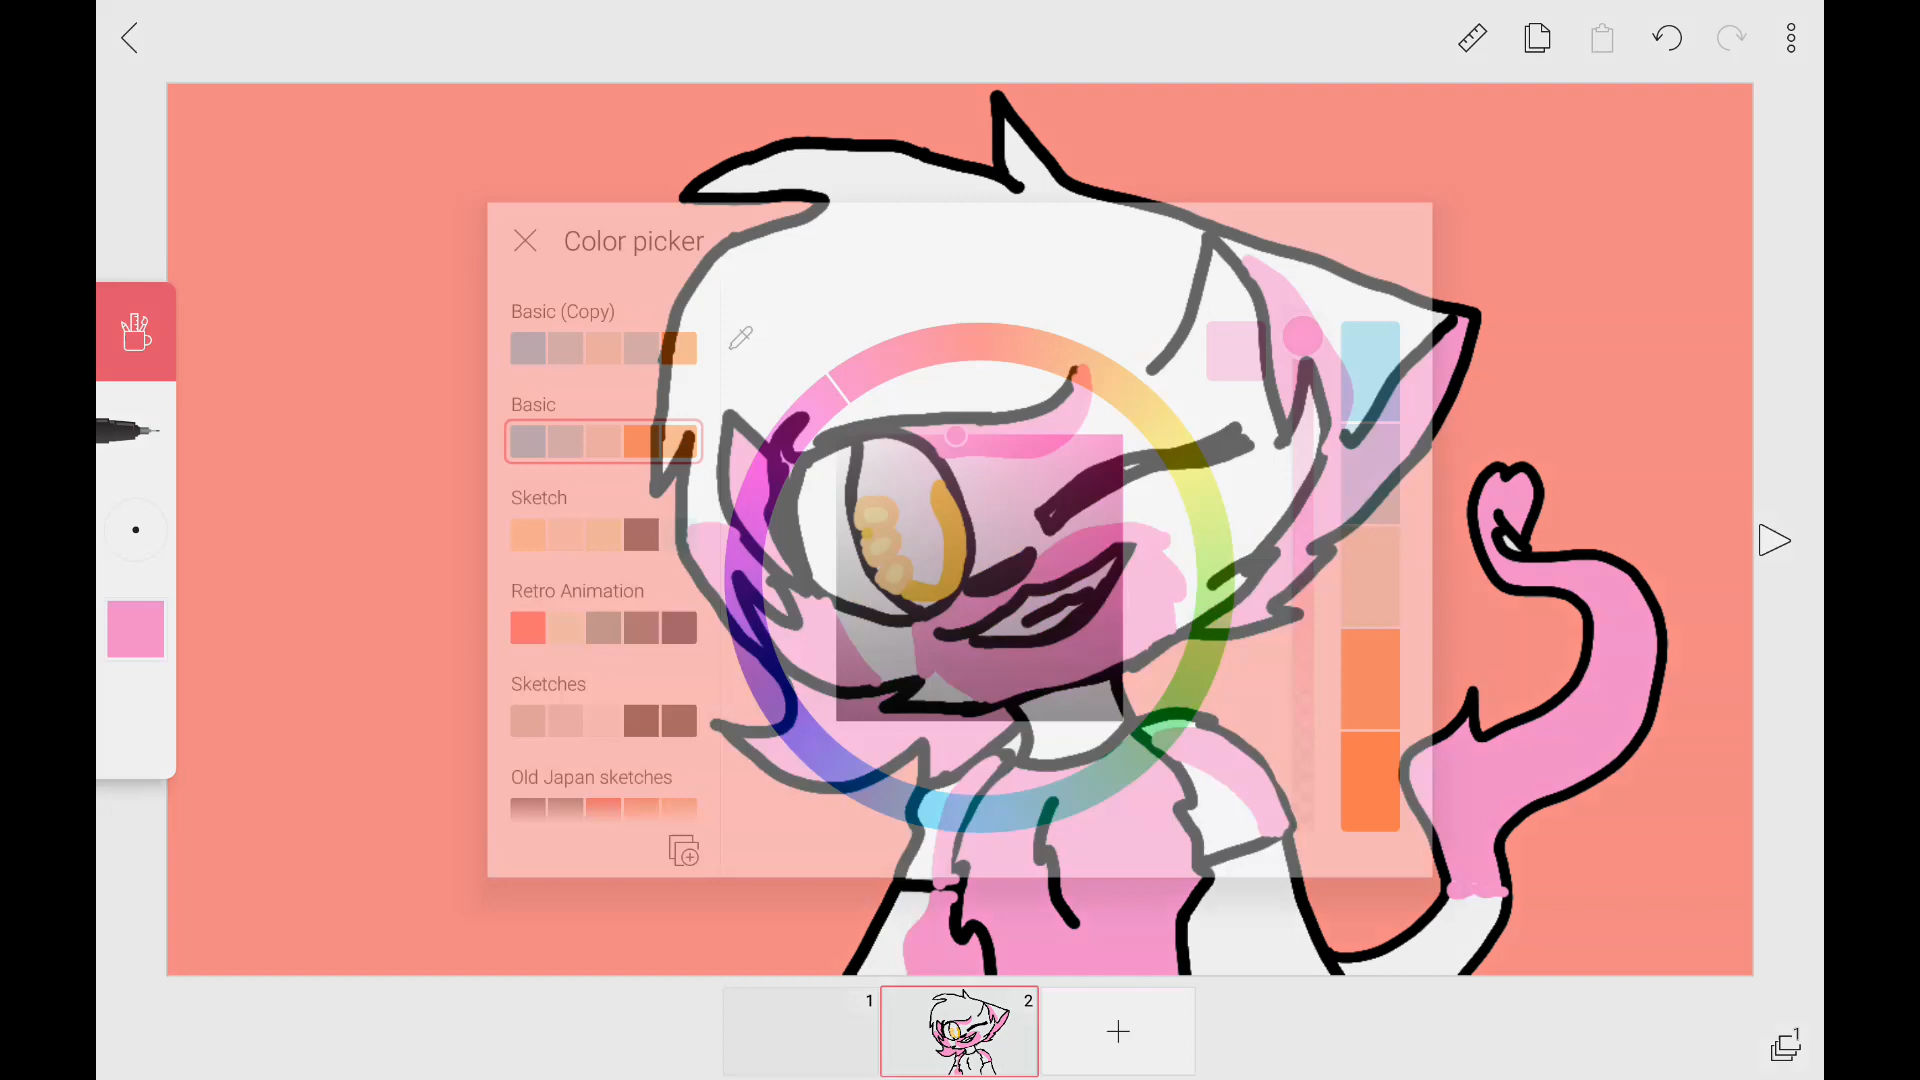 Color picker
Basic (Copy)
Basic
Sketch
Retro Animation
Sketches
Old Japan sketches
1
2
1